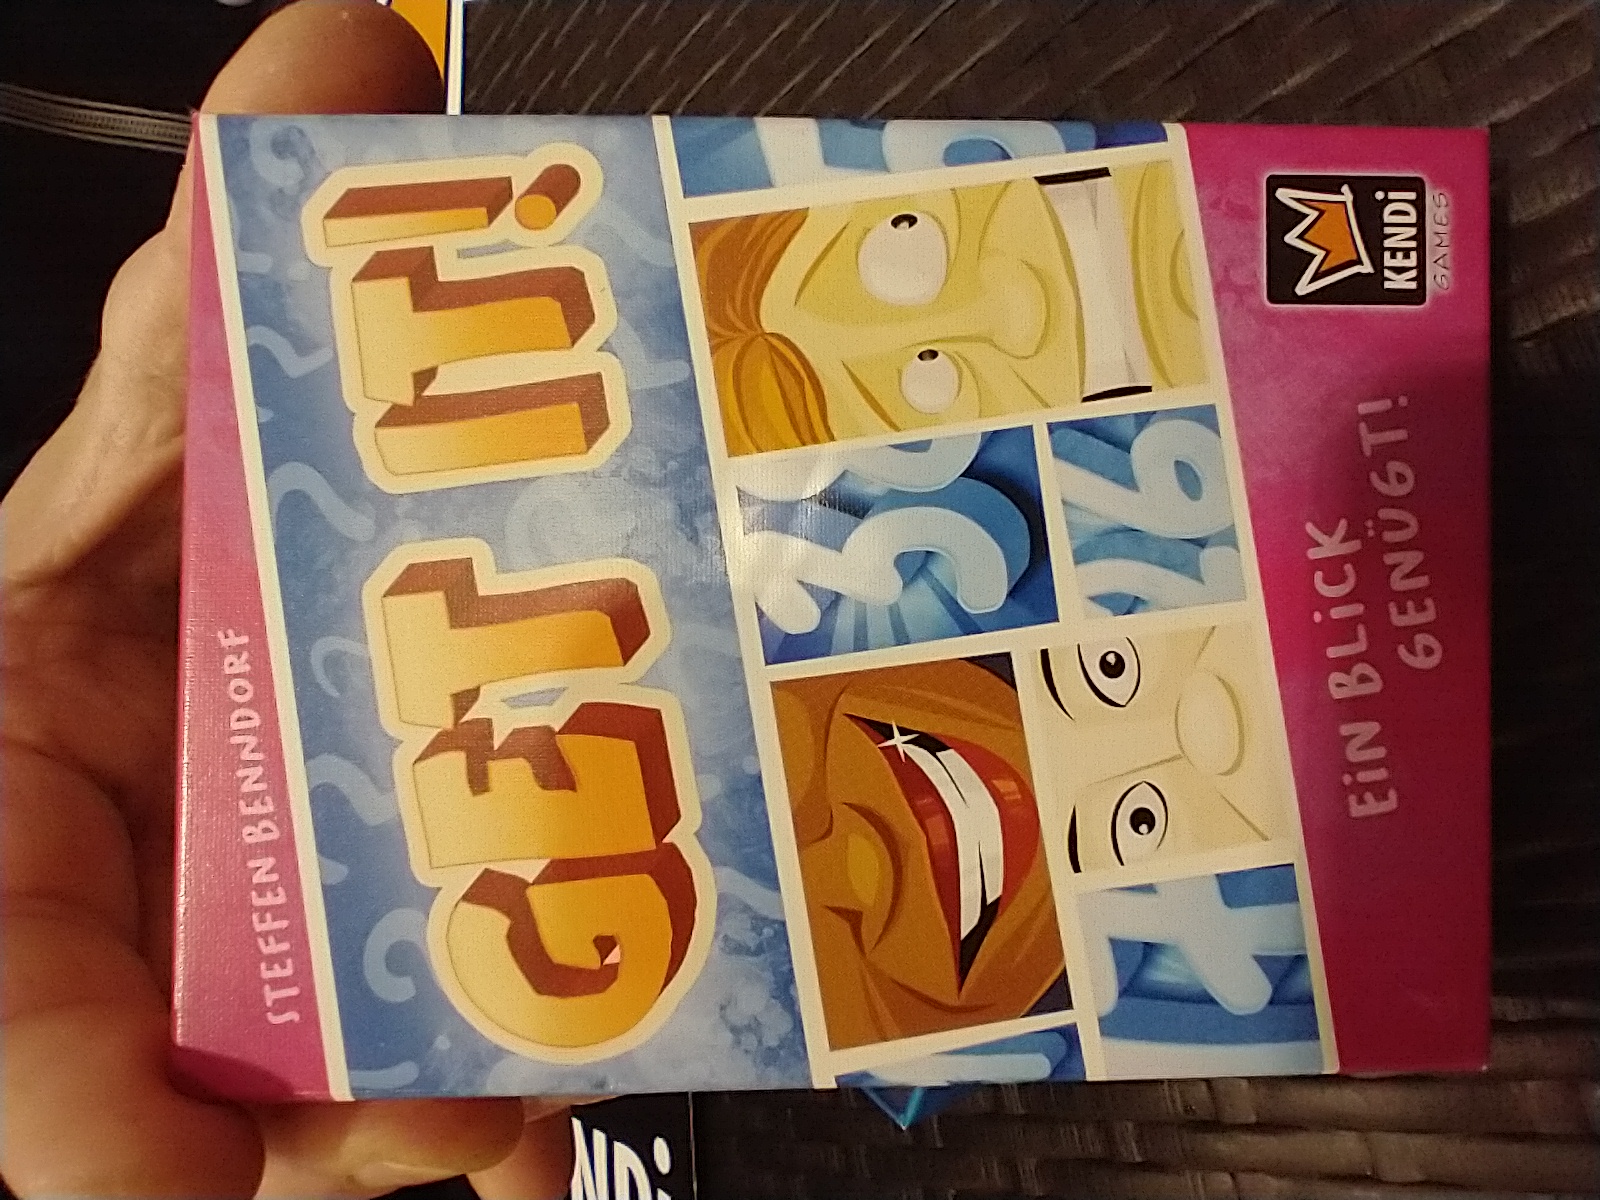 STEFFEN BENNDORF
GET IT!
EiN BLiCK
GENÜGT!
KENDi
GAMES